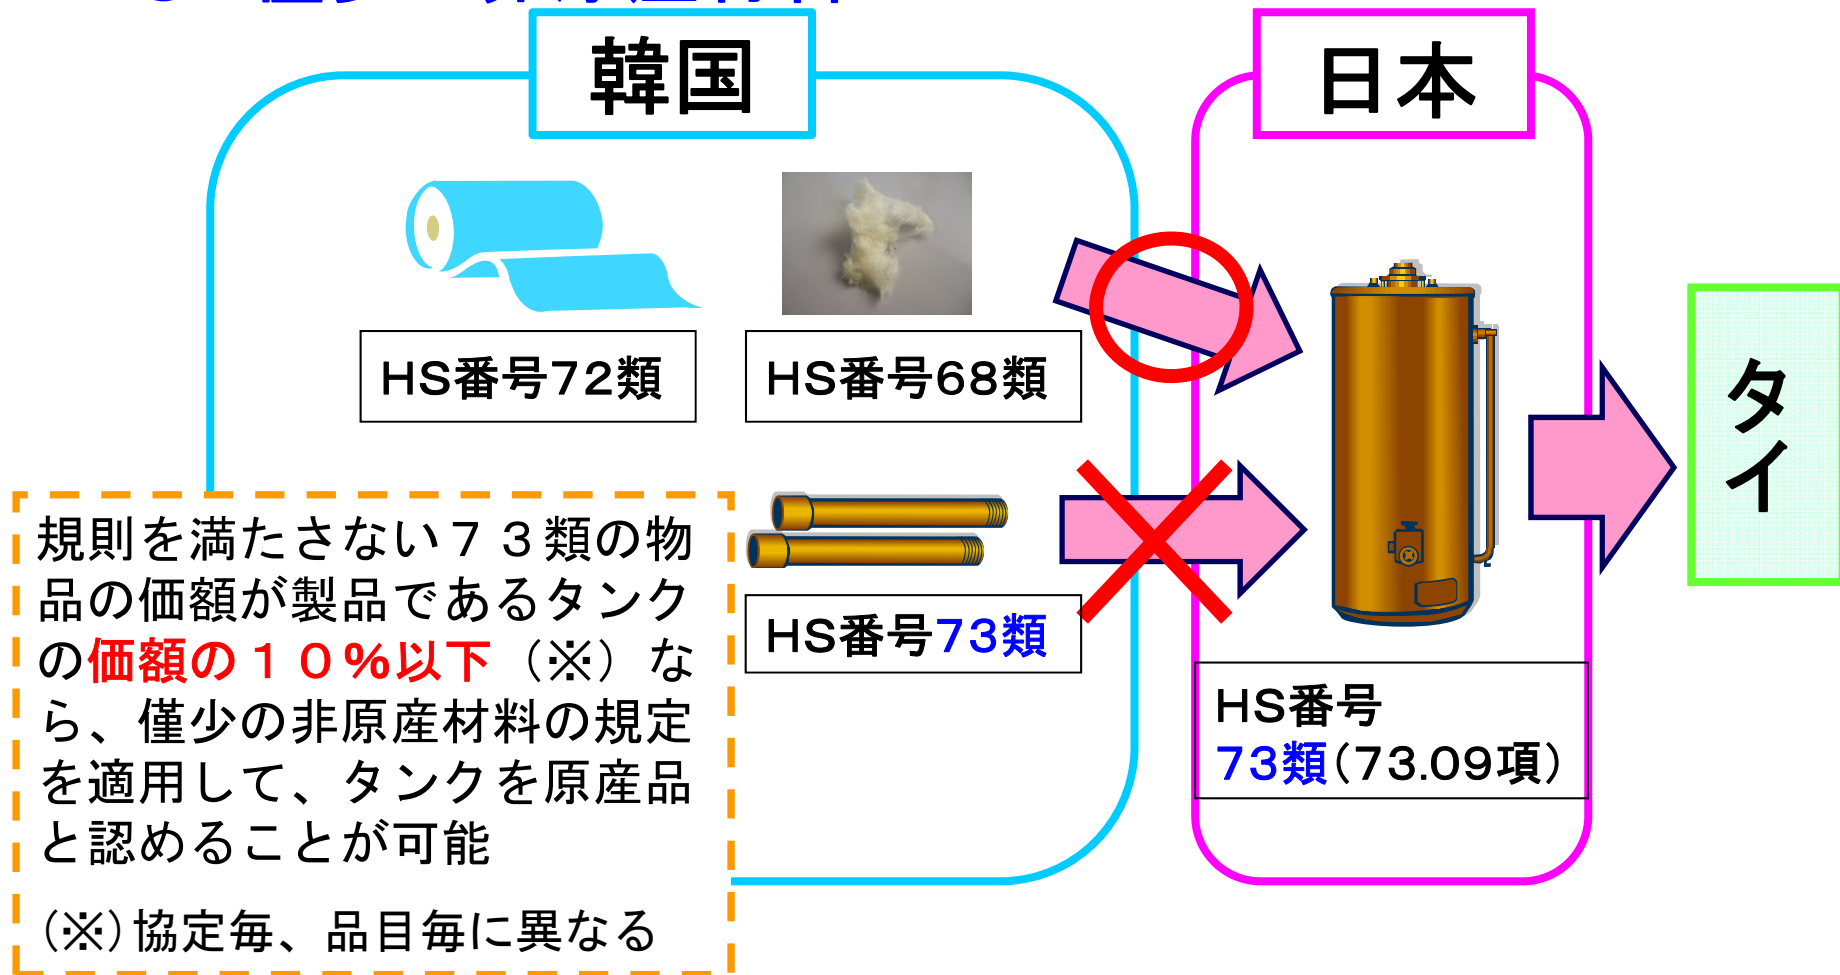 韓国
日本
HS番号72類
HS番号68類
タイ
規則を満たさない７３類の物
品の価額が製品であるタンク
の価額の１０％以下（※）な
ら、僅少の非原産材料の規定
を適用して、タンクを原産品
と認めることが可能
（※）協定毎、品目毎に異なる
HS番号73類
HS番号
73類（73.09項）